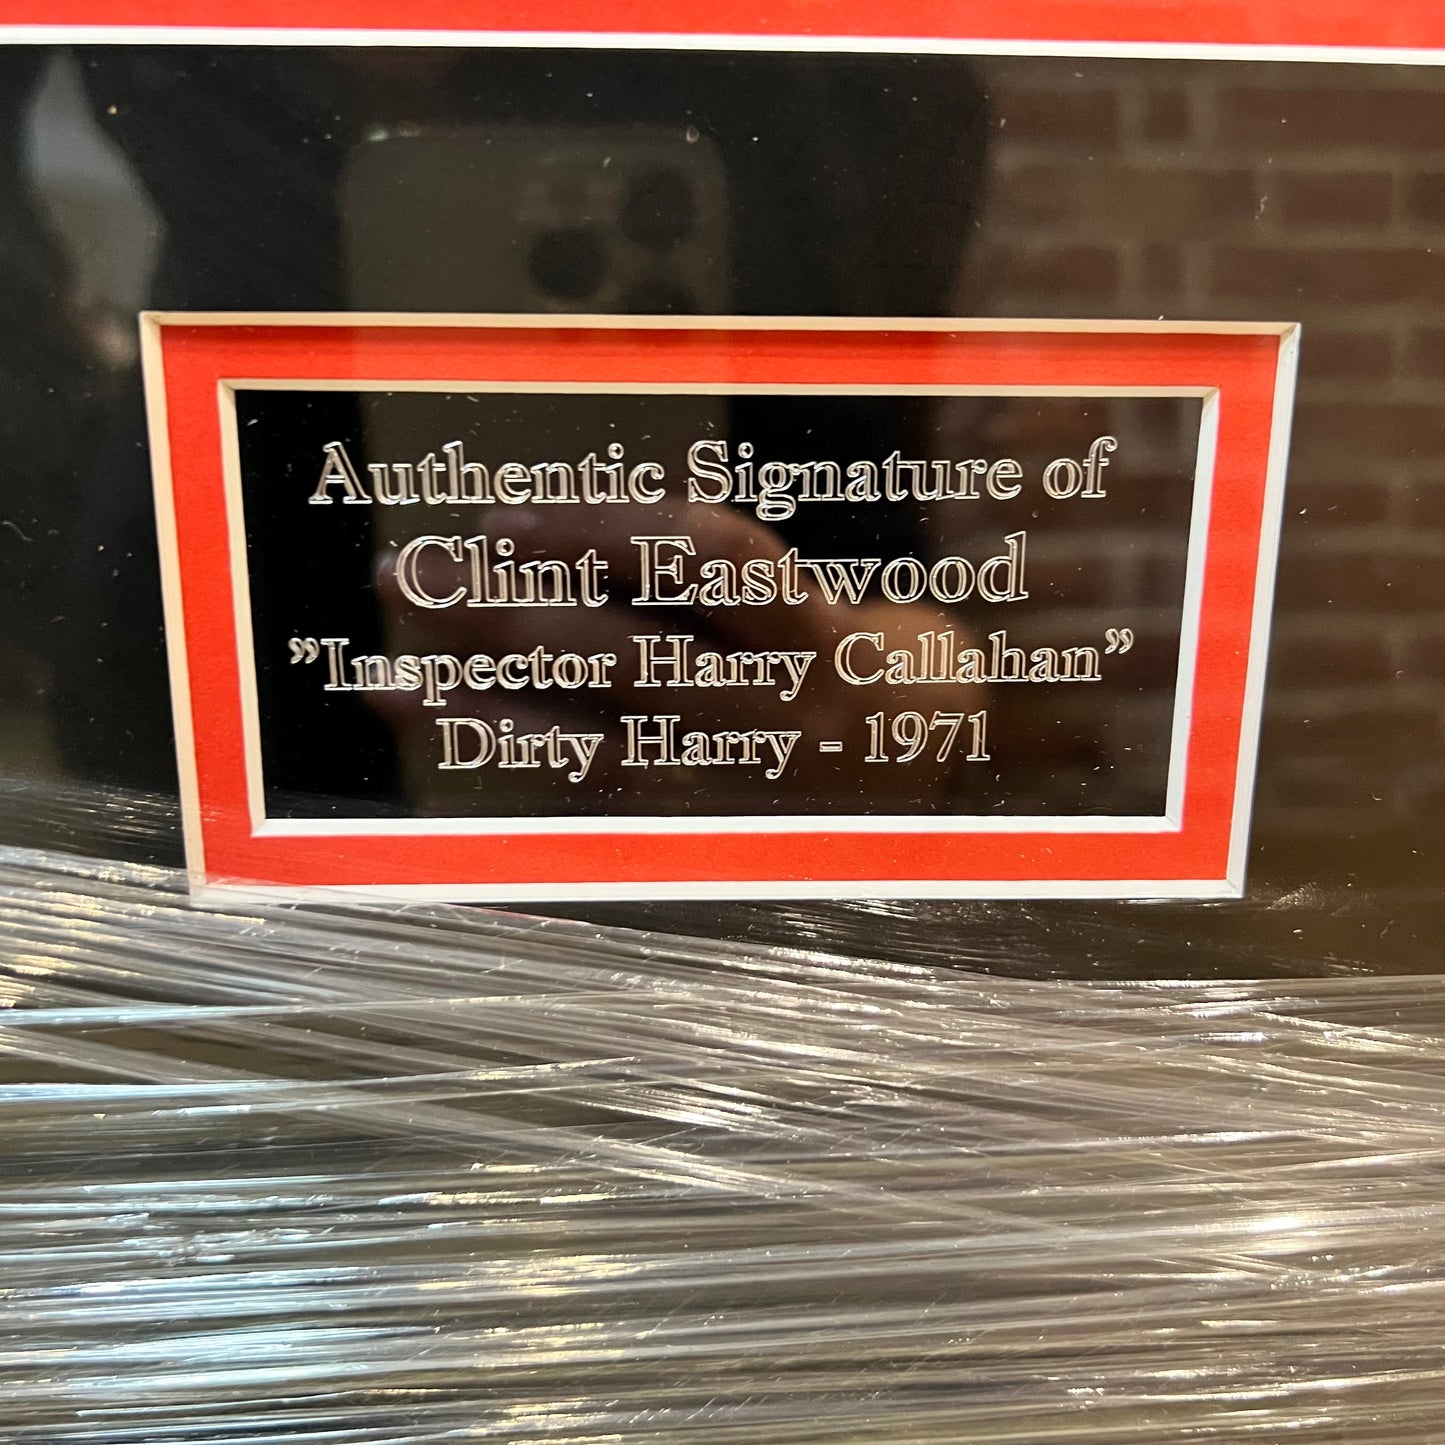 Authentic Signature of
Clint Eastwood
”Inspector Harry Callahan”
Dirty Harry - 1971